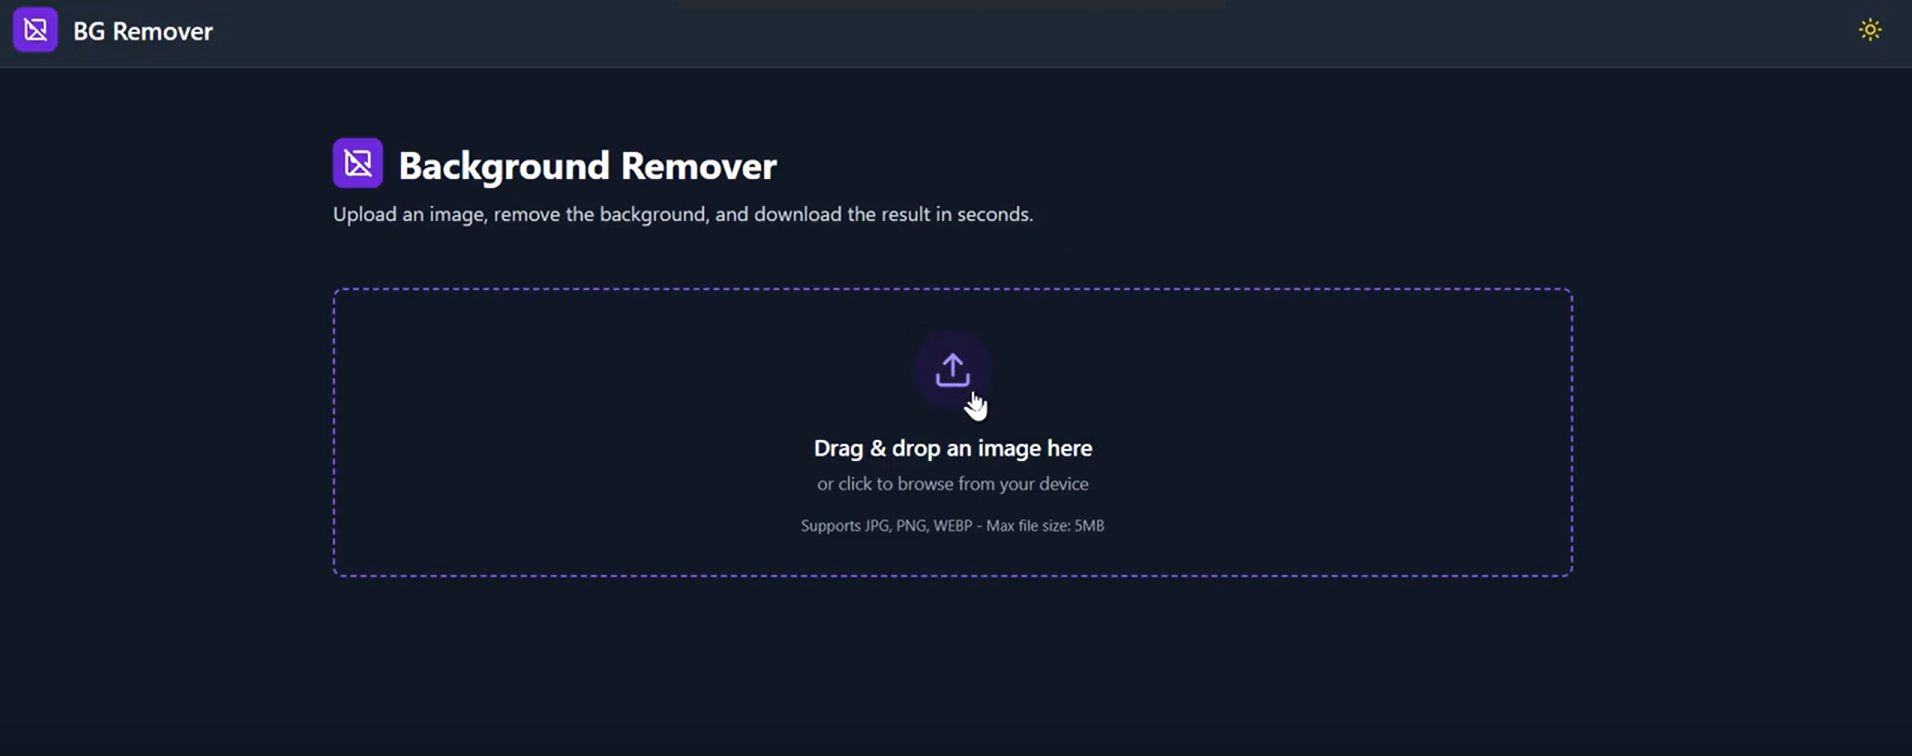 BG Remover
Background Remover
Upload an image, remove the background, and download the result in seconds.
Drag & drop an image here
or click to browse from your device
Supports JPG, PNG, WEBP - Max file size: 5MB